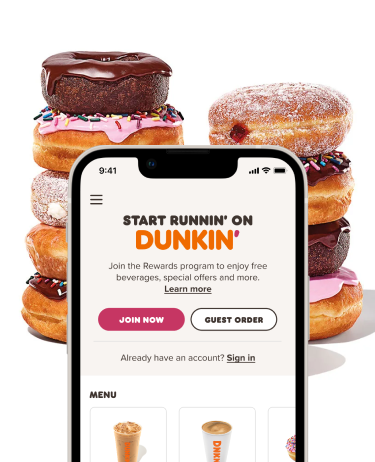 9:41
START RUNNIN' ON
DUNKIN'
Join the Rewards program to enjoy free
beverages, special offers and more.
Learn more
JOIN NOW
GUEST ORDER
Already have an account? Sign in
MENU
DNKN